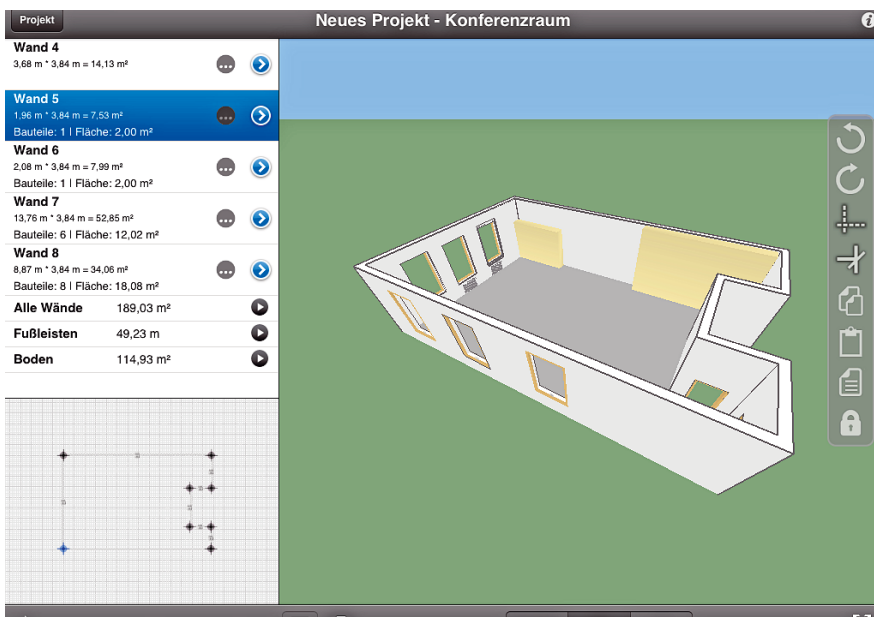 Projekt
Neues Projekt - Konferenzraum
Wand 4
3,68 m * 3,84 m = 14,13 m²
Wand 5
1,96 m * 3,84 m = 7,53 m²
Bauteile: 1 | Fläche: 2,00 m²
Wand 6
2,08 m * 3,84 m = 7,99 m²
Bauteile: 1 | Fläche: 2,00 m²
Wand 7
13,76 m * 3,84 m = 52,85 m²
Bauteile: 6 | Fläche: 12,02 m²
Wand 8
8,87 m * 3,84 m = 34,06 m²
Bauteile: 8 | Fläche: 18,08 m²
Alle Wände 189,03 m²
Fußleisten 49,23 m
Boden 114,93 m²